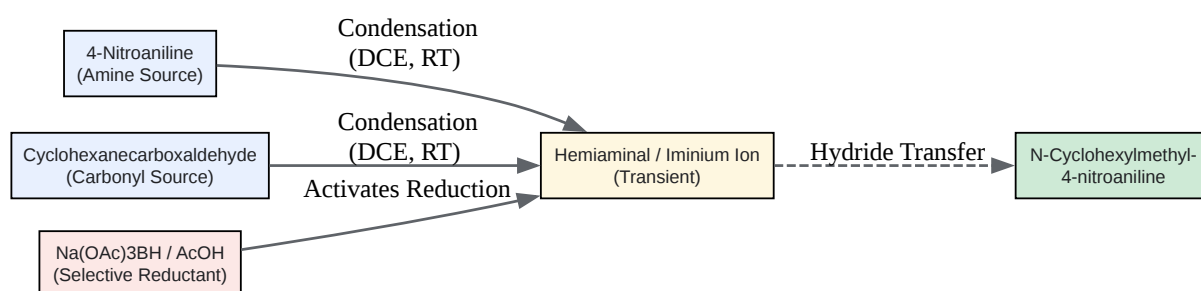 4-Nitroaniline
(Amine Source)
Condensation
(DCE, RT)
Cyclohexanecarboxaldehyde
(Carbonyl Source)
Condensation
(DCE, RT)
Activates Reduction
Na(OAc)3BH / AcOH
(Selective Reductant)
Hemiaminal / Iminium Ion
(Transient)
Hydride Transfer
N-Cyclohexylmethyl-
4-nitroaniline